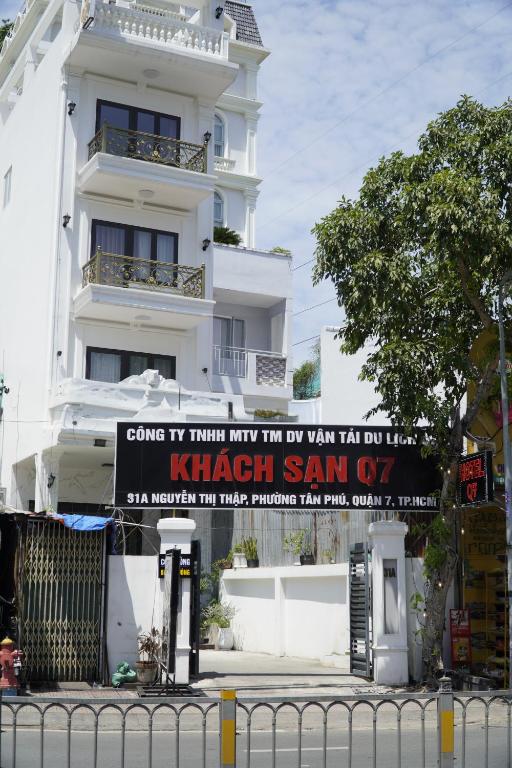 CÔNG TY TNHH MTV TM DV VẬN TẢI DU LỊCH
KHÁCH SẠN Q7
31A NGUYỄN THỊ THẬP, PHƯỜNG TÂN PHÚ, QUẬN 7, TP.HCM
HOTEL
Q7